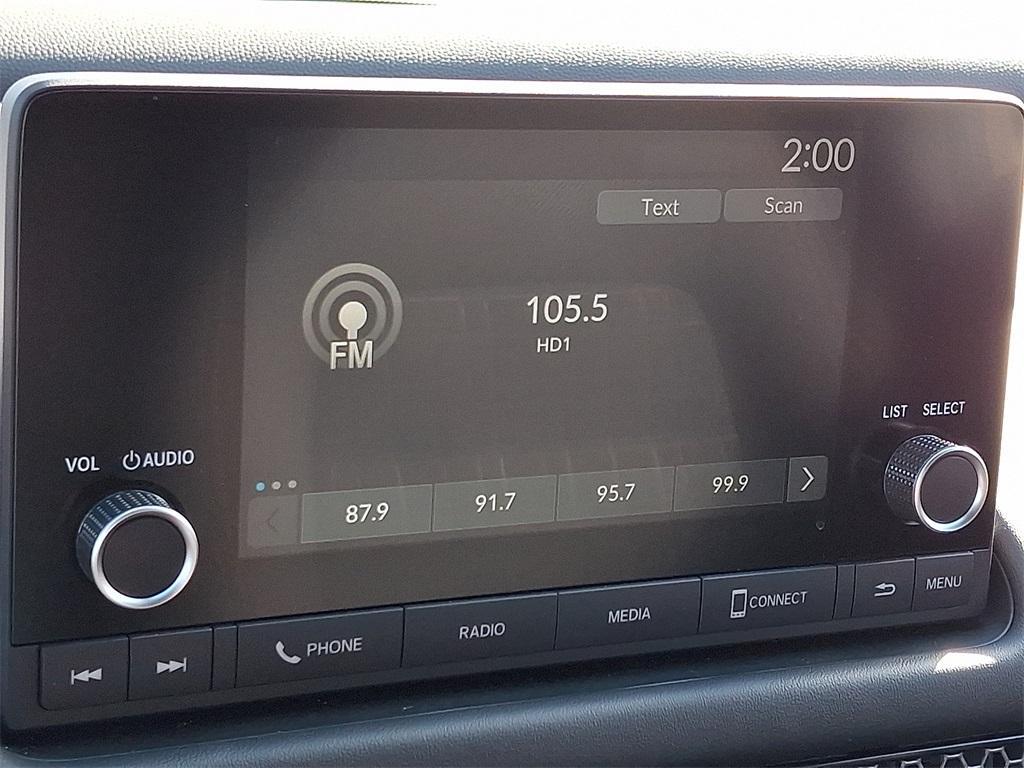 2:00
Text Scan
105.5
FM
HD1
LIST SELECT
VOL AUDIO
87.9 91.7 95.7 99.9
PHONE RADIO MEDIA CONNECT MENU